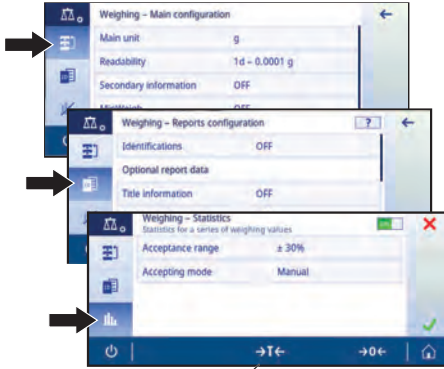 Weighing – Main configuration
Main unit g
Readability 1d – 0.0001 g
Secondary information OFF
MinWeigh OFF
Weighing – Reports configuration ?
Identifications OFF
Optional report data
Title information OFF
Weighing – Statistics
Statistics for a series of weighing values
Acceptance range ± 30%
Accepting mode Manual
→T← →0←